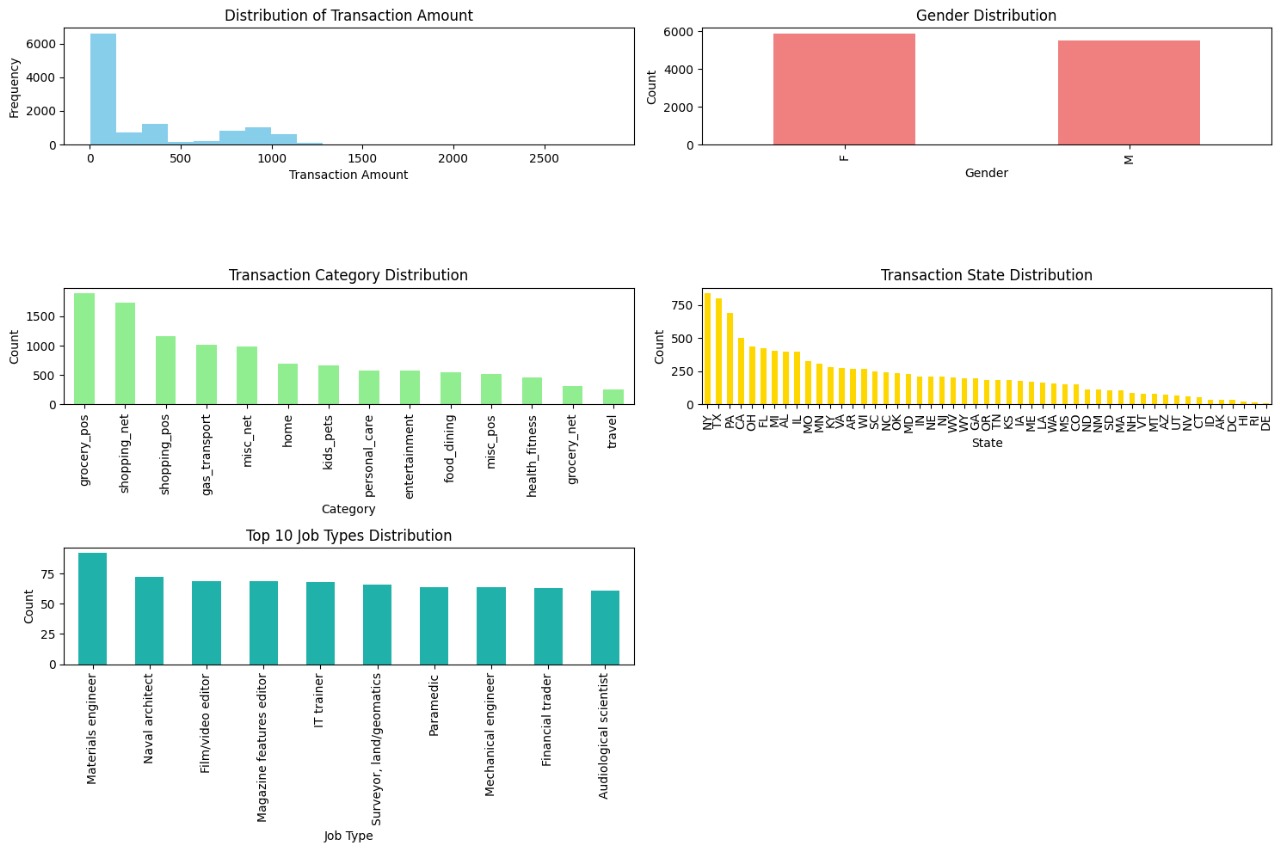 Distribution of Transaction Amount
Frequency
6000
4000
2000
0
0 500 1000 1500 2000 2500
Transaction Amount
Gender Distribution
Count
6000
4000
2000
0
F M
Gender
Transaction Category Distribution
Count
1500
1000
500
0
grocery_pos
shopping_net
shopping_pos
gas_transport
misc_net
home
kids_pets
personal_care
entertainment
food_dining
misc_pos
health_fitness
grocery_net
travel
Category
Transaction State Distribution
Count
750
500
250
0
NY
TX
PA
CA
OH
FL
MI
AL
IL
MO
MN
KY
VA
AR
WI
SC
NC
OK
MD
IN
NE
NJ
WV
WY
GA
OR
TN
KS
IA
ME
LA
WA
MS
CO
ND
NM
SD
MA
NH
VT
MT
AZ
UT
NV
CT
ID
AK
DC
HI
RI
DE
State
Top 10 Job Types Distribution
Count
75
50
25
0
Materials engineer
Naval architect
Film/video editor
Magazine features editor
IT trainer
Surveyor, land/geomatics
Paramedic
Mechanical engineer
Financial trader
Audiological scientist
Job Type